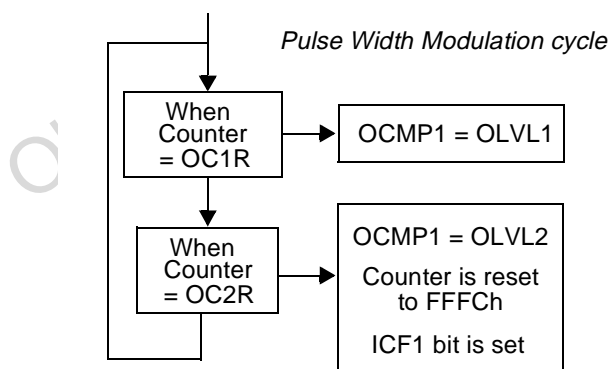 Pulse Width Modulation cycle
When
Counter
= OC1R
OCMP1 = OLVL1
When
Counter
= OC2R
OCMP1 = OLVL2
Counter is reset
to FFFCh
ICF1 bit is set